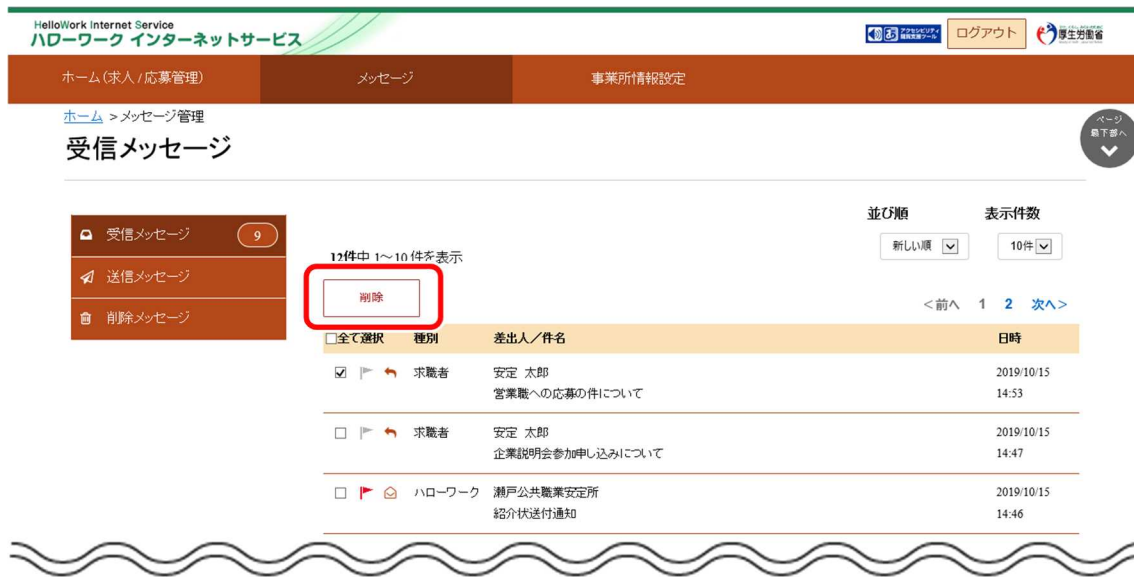 HelloWork Internet Service
ハローワーク インターネットサービス
ログアウト
厚生労働省
ホーム(求人/応募管理)
メッセージ
事業所情報設定
ホーム >メッセージ管理
受信メッセージ
ページ
最下部へ
受信メッセージ 9
送信メッセージ
削除メッセージ
並び順 表示件数
新しい順 10件
12件中 1~10 件を表示
削除
<前へ 1 2 次へ>
全て選択 種別 差出人/件名 日時
求職者 安定 太郎 2019/10/15
営業職への応募の件について 14:53
求職者 安定 太郎 2019/10/15
企業説明会参加申し込みについて 14:47
ハローワーク 瀬戸公共職業安定所 2019/10/15
紹介状送付通知 14:46